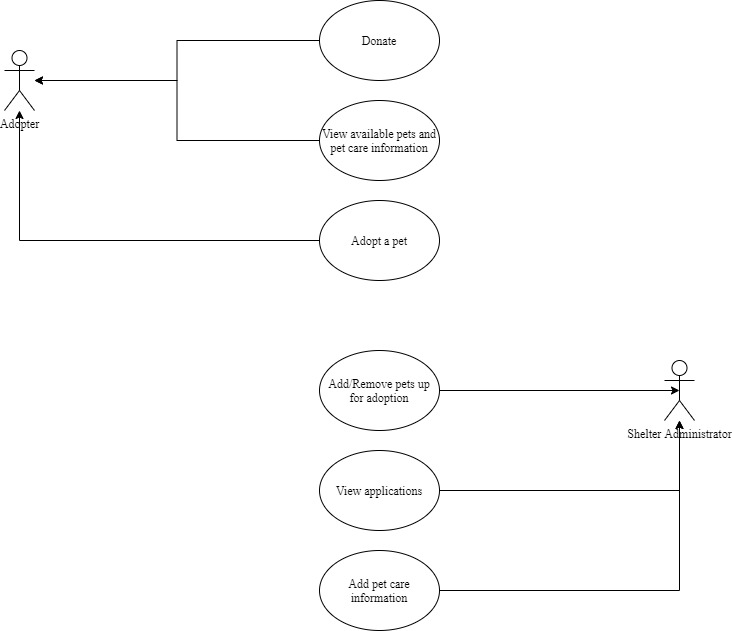 Donate
Adopter
View available pets and
pet care information
Adopt a pet
Add/Remove pets up
for adoption
Shelter Administrator
View applications
Add pet care
information